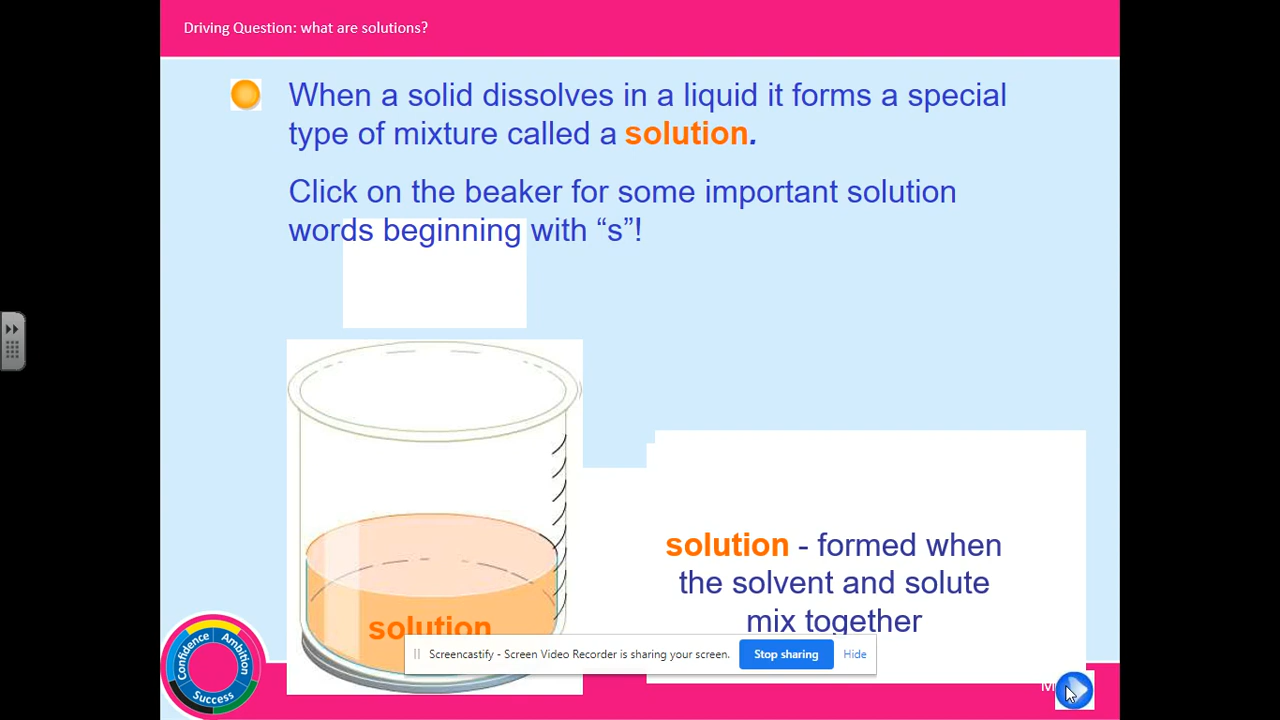 Driving Question: what are solutions?
When a solid dissolves in a liquid it forms a special
type of mixture called a solution.
Click on the beaker for some important solution
words beginning with “s”!
solution - formed when
the solvent and solute
mix together
solution
Screencastify - Screen Video Recorder is sharing your screen.
Stop sharing
Hide
Confidence
Ambition
Success